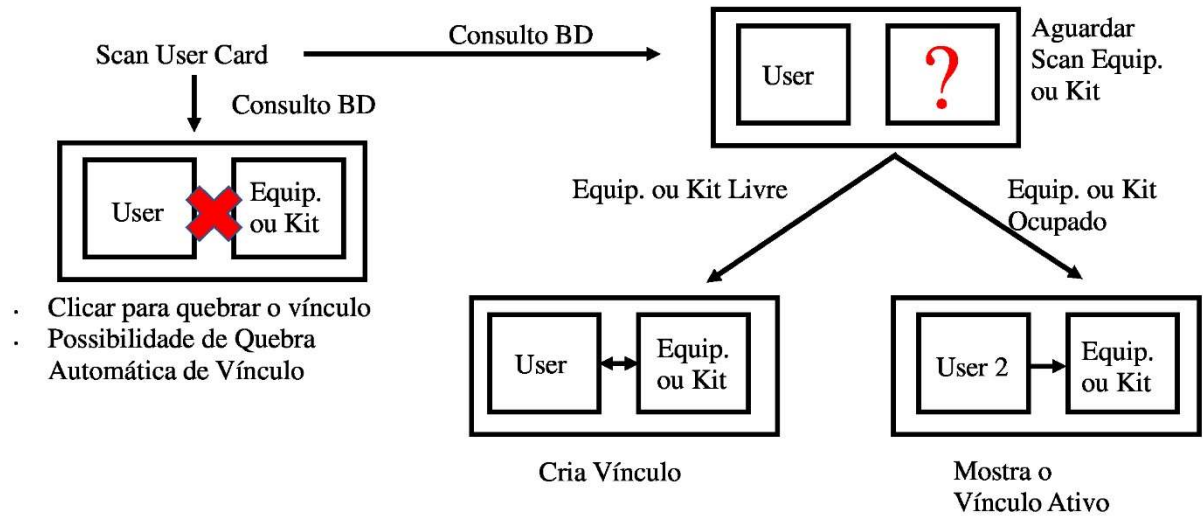 Scan User Card
Consulto BD
Consulto BD
User
?
Aguardar
Scan Equip.
ou Kit
User
Equip.
ou Kit
· Clicar para quebrar o vínculo
· Possibilidade de Quebra
Automática de Vínculo
Equip. ou Kit Livre
Equip. ou Kit
Ocupado
User
Equip.
ou Kit
Cria Vínculo
User 2
Equip.
ou Kit
Mostra o
Vínculo Ativo